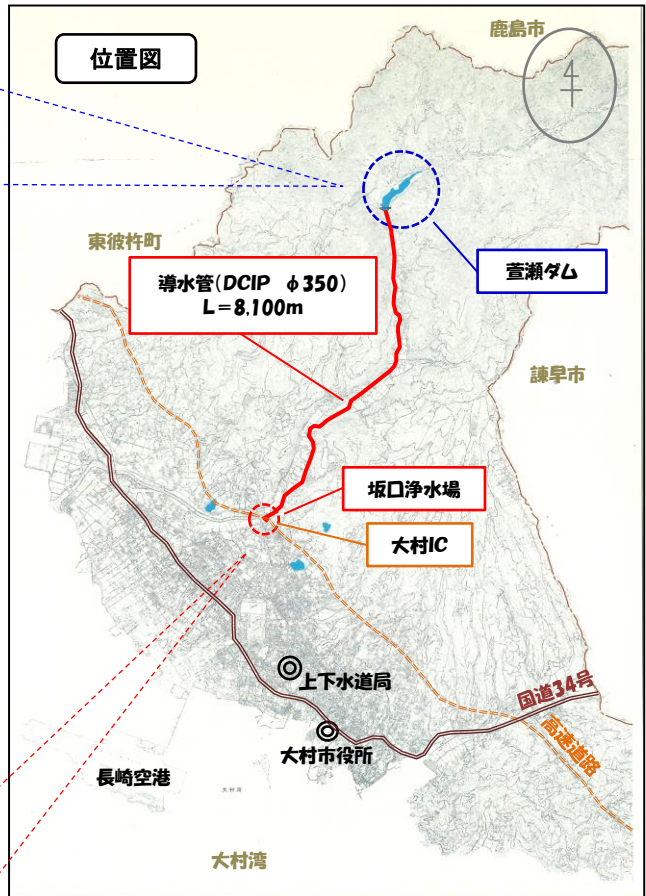 位置図
鹿島市
東彼杵町
萱瀬ダム
導水管(DCIP φ350)
L=8,100m
諫早市
坂口浄水場
大村IC
上下水道局
国道34号
高速道路
大村市役所
長崎空港
大村湾